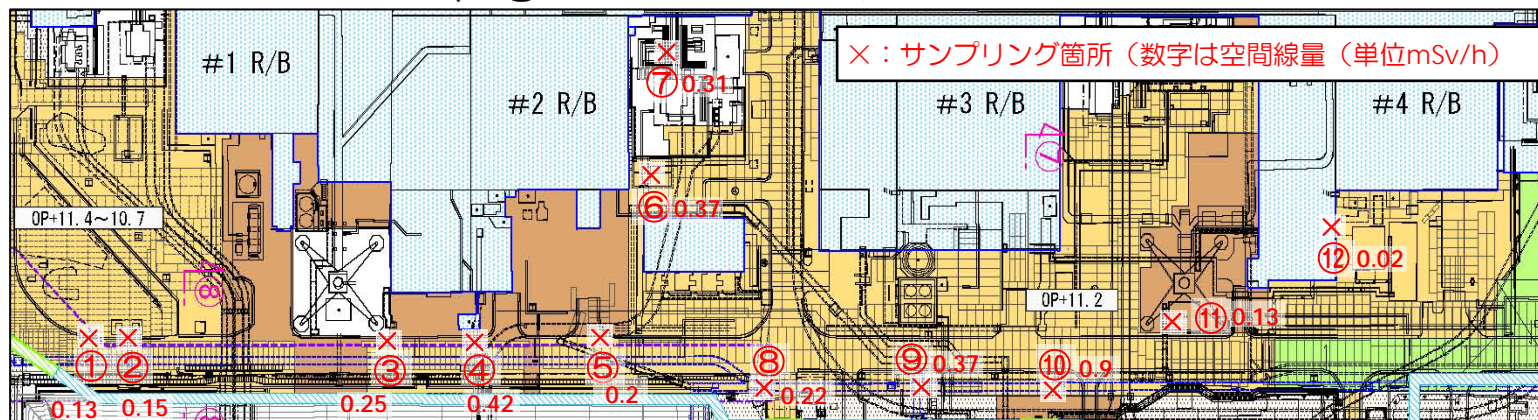 ×：サンプリング箇所（数字は空間線量（単位mSv/h）
#1 R/B
#2 R/B
#3 R/B
#4 R/B
⑦ 0.31
⑥ 0.37
OP+11.4～10.7
OP+11.2
⑫ 0.02
⑪ 0.13
① 0.13
② 0.15
③ 0.25
④ 0.42
⑤ 0.2
⑧ 0.22
⑨ 0.37
⑩ 0.9